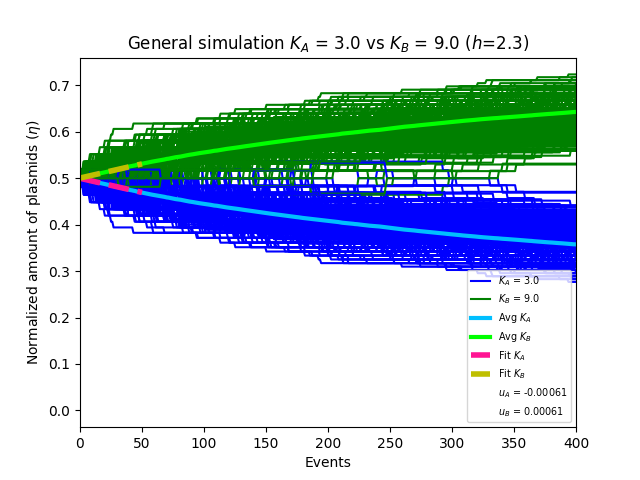 General simulation K_A = 3.0 vs K_B = 9.0 (h=2.3)
Normalized amount of plasmids (η)
0.7
0.6
0.5
0.4
0.3
0.2
0.1
0.0
K_A = 3.0
K_B = 9.0
Avg K_A
Avg K_B
Fit K_A
Fit K_B
u_A = -0.00061
u_B = 0.00061
0 50 100 150 200 250 300 350 400
Events